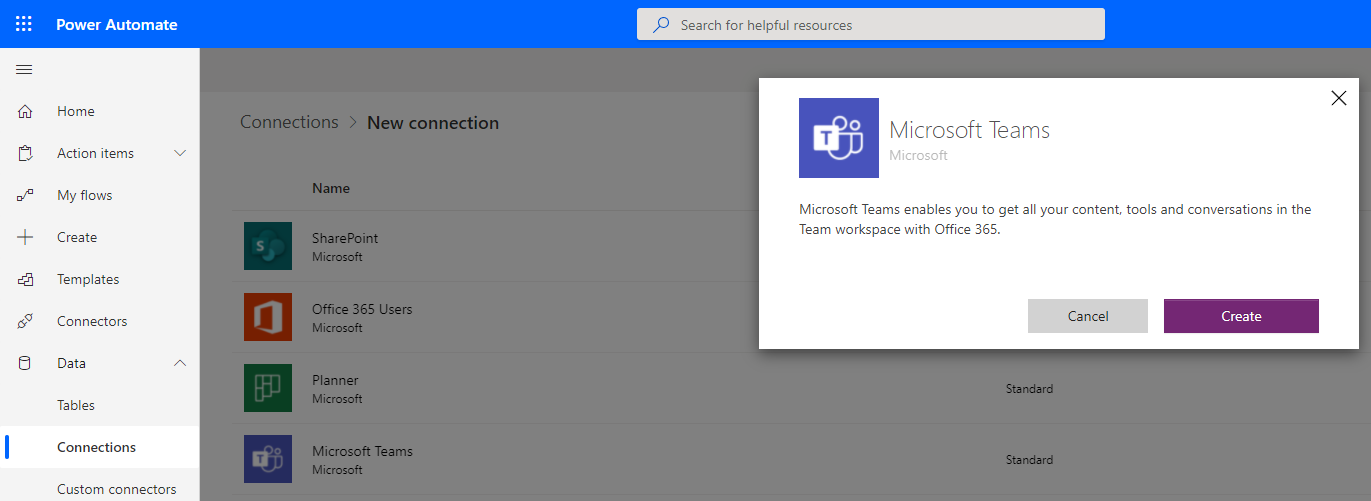 Power Automate
Search for helpful resources
Home
Action items
My flows
Create
Templates
Connectors
Data
Tables
Connections
Custom connectors
Connections > New connection
Name
SharePoint
Microsoft
Office 365 Users
Microsoft
Planner
Microsoft
Standard
Microsoft Teams
Microsoft
Standard
Microsoft Teams
Microsoft
Microsoft Teams enables you to get all your content, tools and conversations in the
Team workspace with Office 365.
Cancel
Create